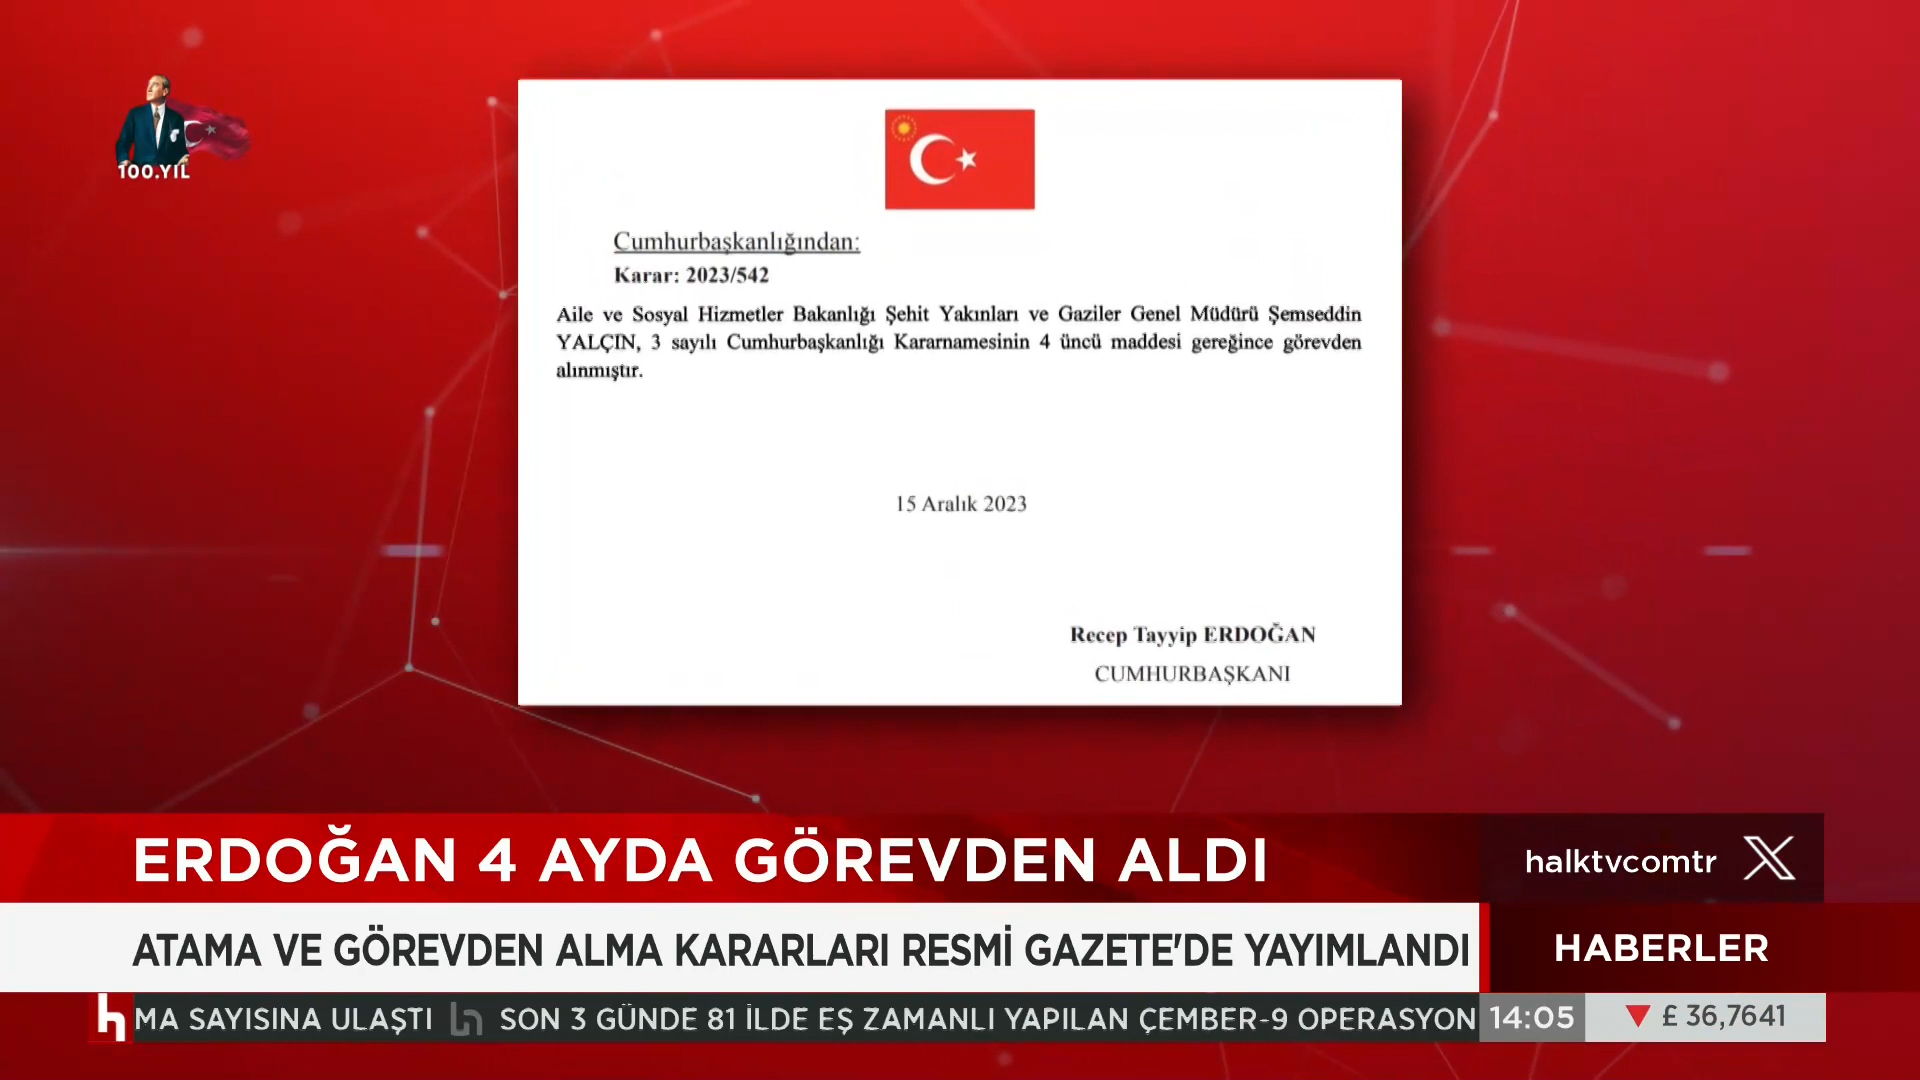 100.YIL
Cumhurbaşkanlığından:
Karar: 2023/542
Aile ve Sosyal Hizmetler Bakanlığı Şehit Yakınları ve Gaziler Genel Müdürü Şemseddin
YALÇIN, 3 sayılı Cumhurbaşkanlığı Kararnamesinin 4 üncü maddesi gereğince görevden
alınmıştır.
15 Aralık 2023
Recep Tayyip ERDOĞAN
CUMHURBAŞKANI
ERDOĞAN 4 AYDA GÖREVDEN ALDI
halktvcomtr
ATAMA VE GÖREVDEN ALMA KARARLARI RESMİ GAZETE'DE YAYIMLANDI
HABERLER
MA SAYISINA ULAŞTI h SON 3 GÜNDE 81 İLDE EŞ ZAMANLI YAPILAN ÇEMBER-9 OPERASYON
14:05
£ 36,7641